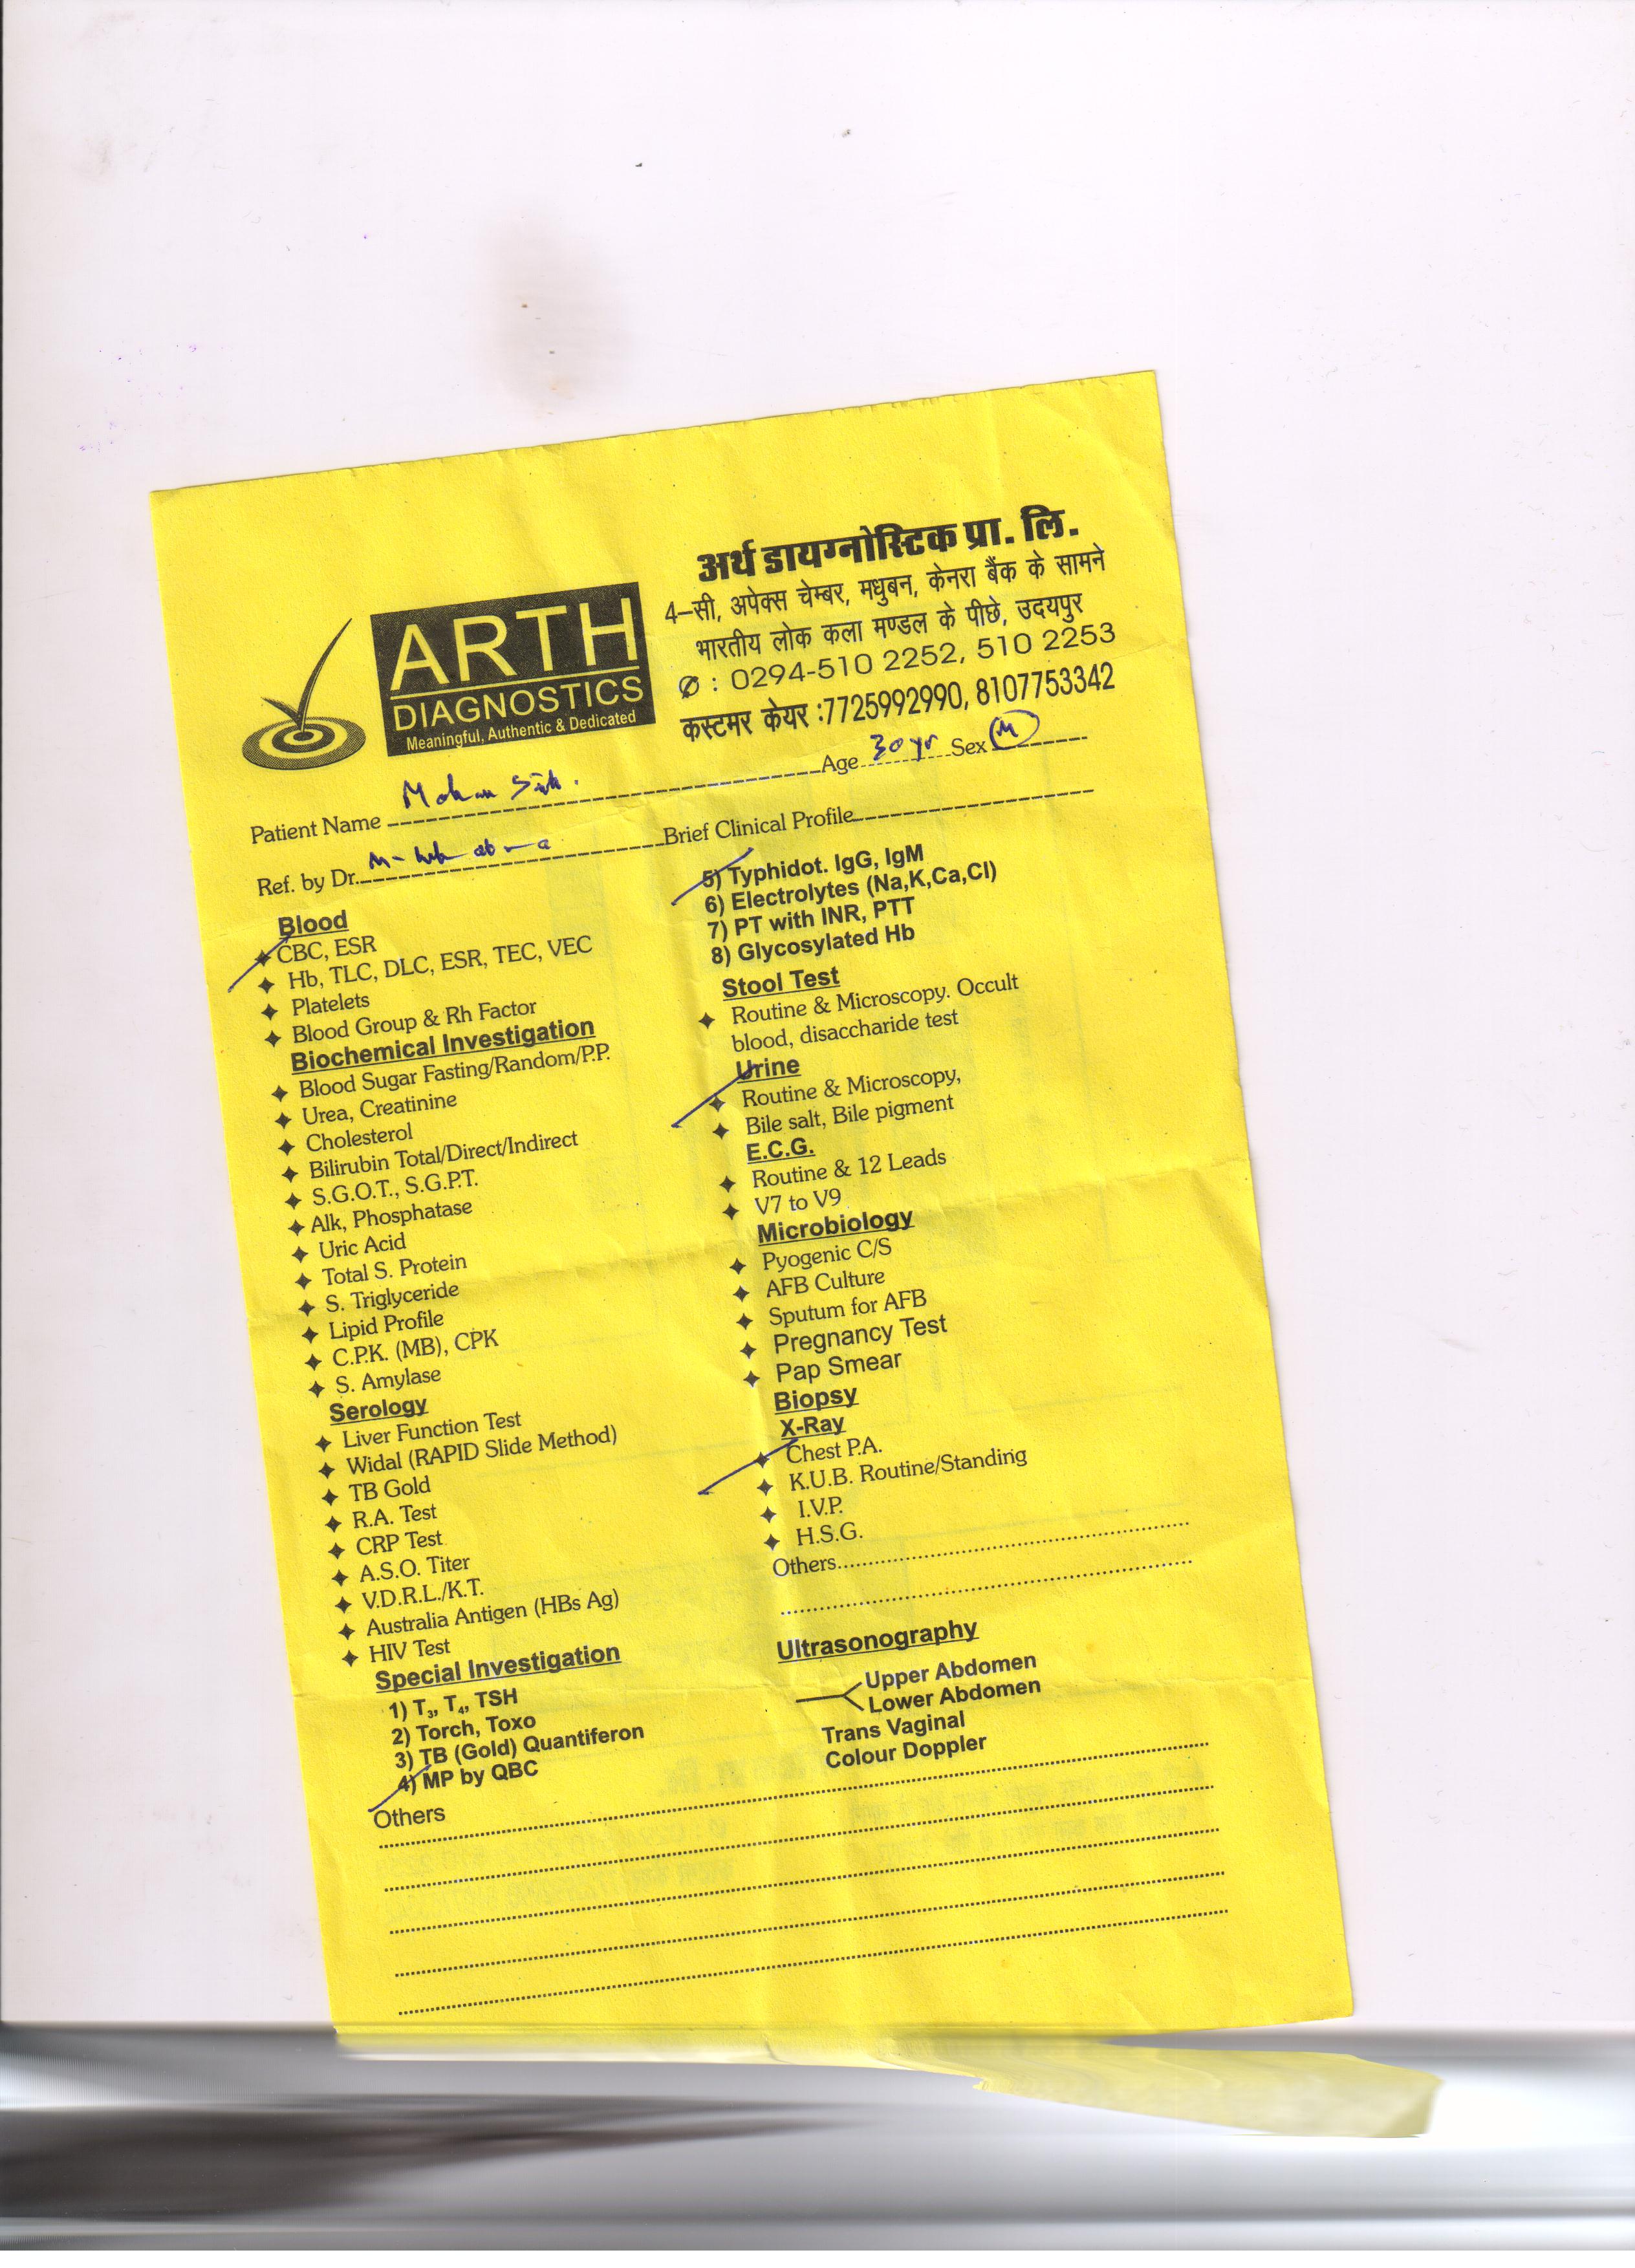 अर्थ डायग्नोस्टिक प्रा. लि.
4–सी, अपेक्स चेम्बर, मधुबन, केनरा बैंक के सामने
भारतीय लोक कला मण्डल के पीछे, उदयपुर
✆ : 0294-510 2252, 510 2253
कस्टमर केयर :7725992990, 8107753342
ARTH
DIAGNOSTICS
Meaningful, Authentic & Dedicated
Patient Name Mohan Age 30 yr Sex M
Ref. by Dr. Brief Clinical Profile
Blood
CBC, ESR
Hb, TLC, DLC, ESR, TEC, VEC
Platelets
Blood Group & Rh Factor
Biochemical Investigation
Blood Sugar Fasting/Random/P.P.
Urea, Creatinine
Cholesterol
Bilirubin Total/Direct/Indirect
S.G.O.T., S.G.P.T.
Alk, Phosphatase
Uric Acid
Total S. Protein
S. Triglyceride
Lipid Profile
C.P.K. (MB), CPK
S. Amylase
Serology
Liver Function Test
Widal (RAPID Slide Method)
TB Gold
R.A. Test
CRP Test
A.S.O. Titer
V.D.R.L./K.T.
Australia Antigen (HBs Ag)
HIV Test
Special Investigation
1) T₃, T₄, TSH
2) Torch, Toxo
3) TB (Gold) Quantiferon
4) MP by QBC
Others
5) Typhidot. IgG, IgM
6) Electrolytes (Na,K,Ca,Cl)
7) PT with INR, PTT
8) Glycosylated Hb
Stool Test
Routine & Microscopy. Occult
blood, disaccharide test
Urine
Routine & Microscopy,
Bile salt, Bile pigment
E.C.G.
Routine & 12 Leads
V7 to V9
Microbiology
Pyogenic C/S
AFB Culture
Sputum for AFB
Pregnancy Test
Pap Smear
Biopsy
X-Ray
Chest P.A.
K.U.B. Routine/Standing
I.V.P.
H.S.G.
Others
Ultrasonography
Upper Abdomen
Lower Abdomen
Trans Vaginal
Colour Doppler